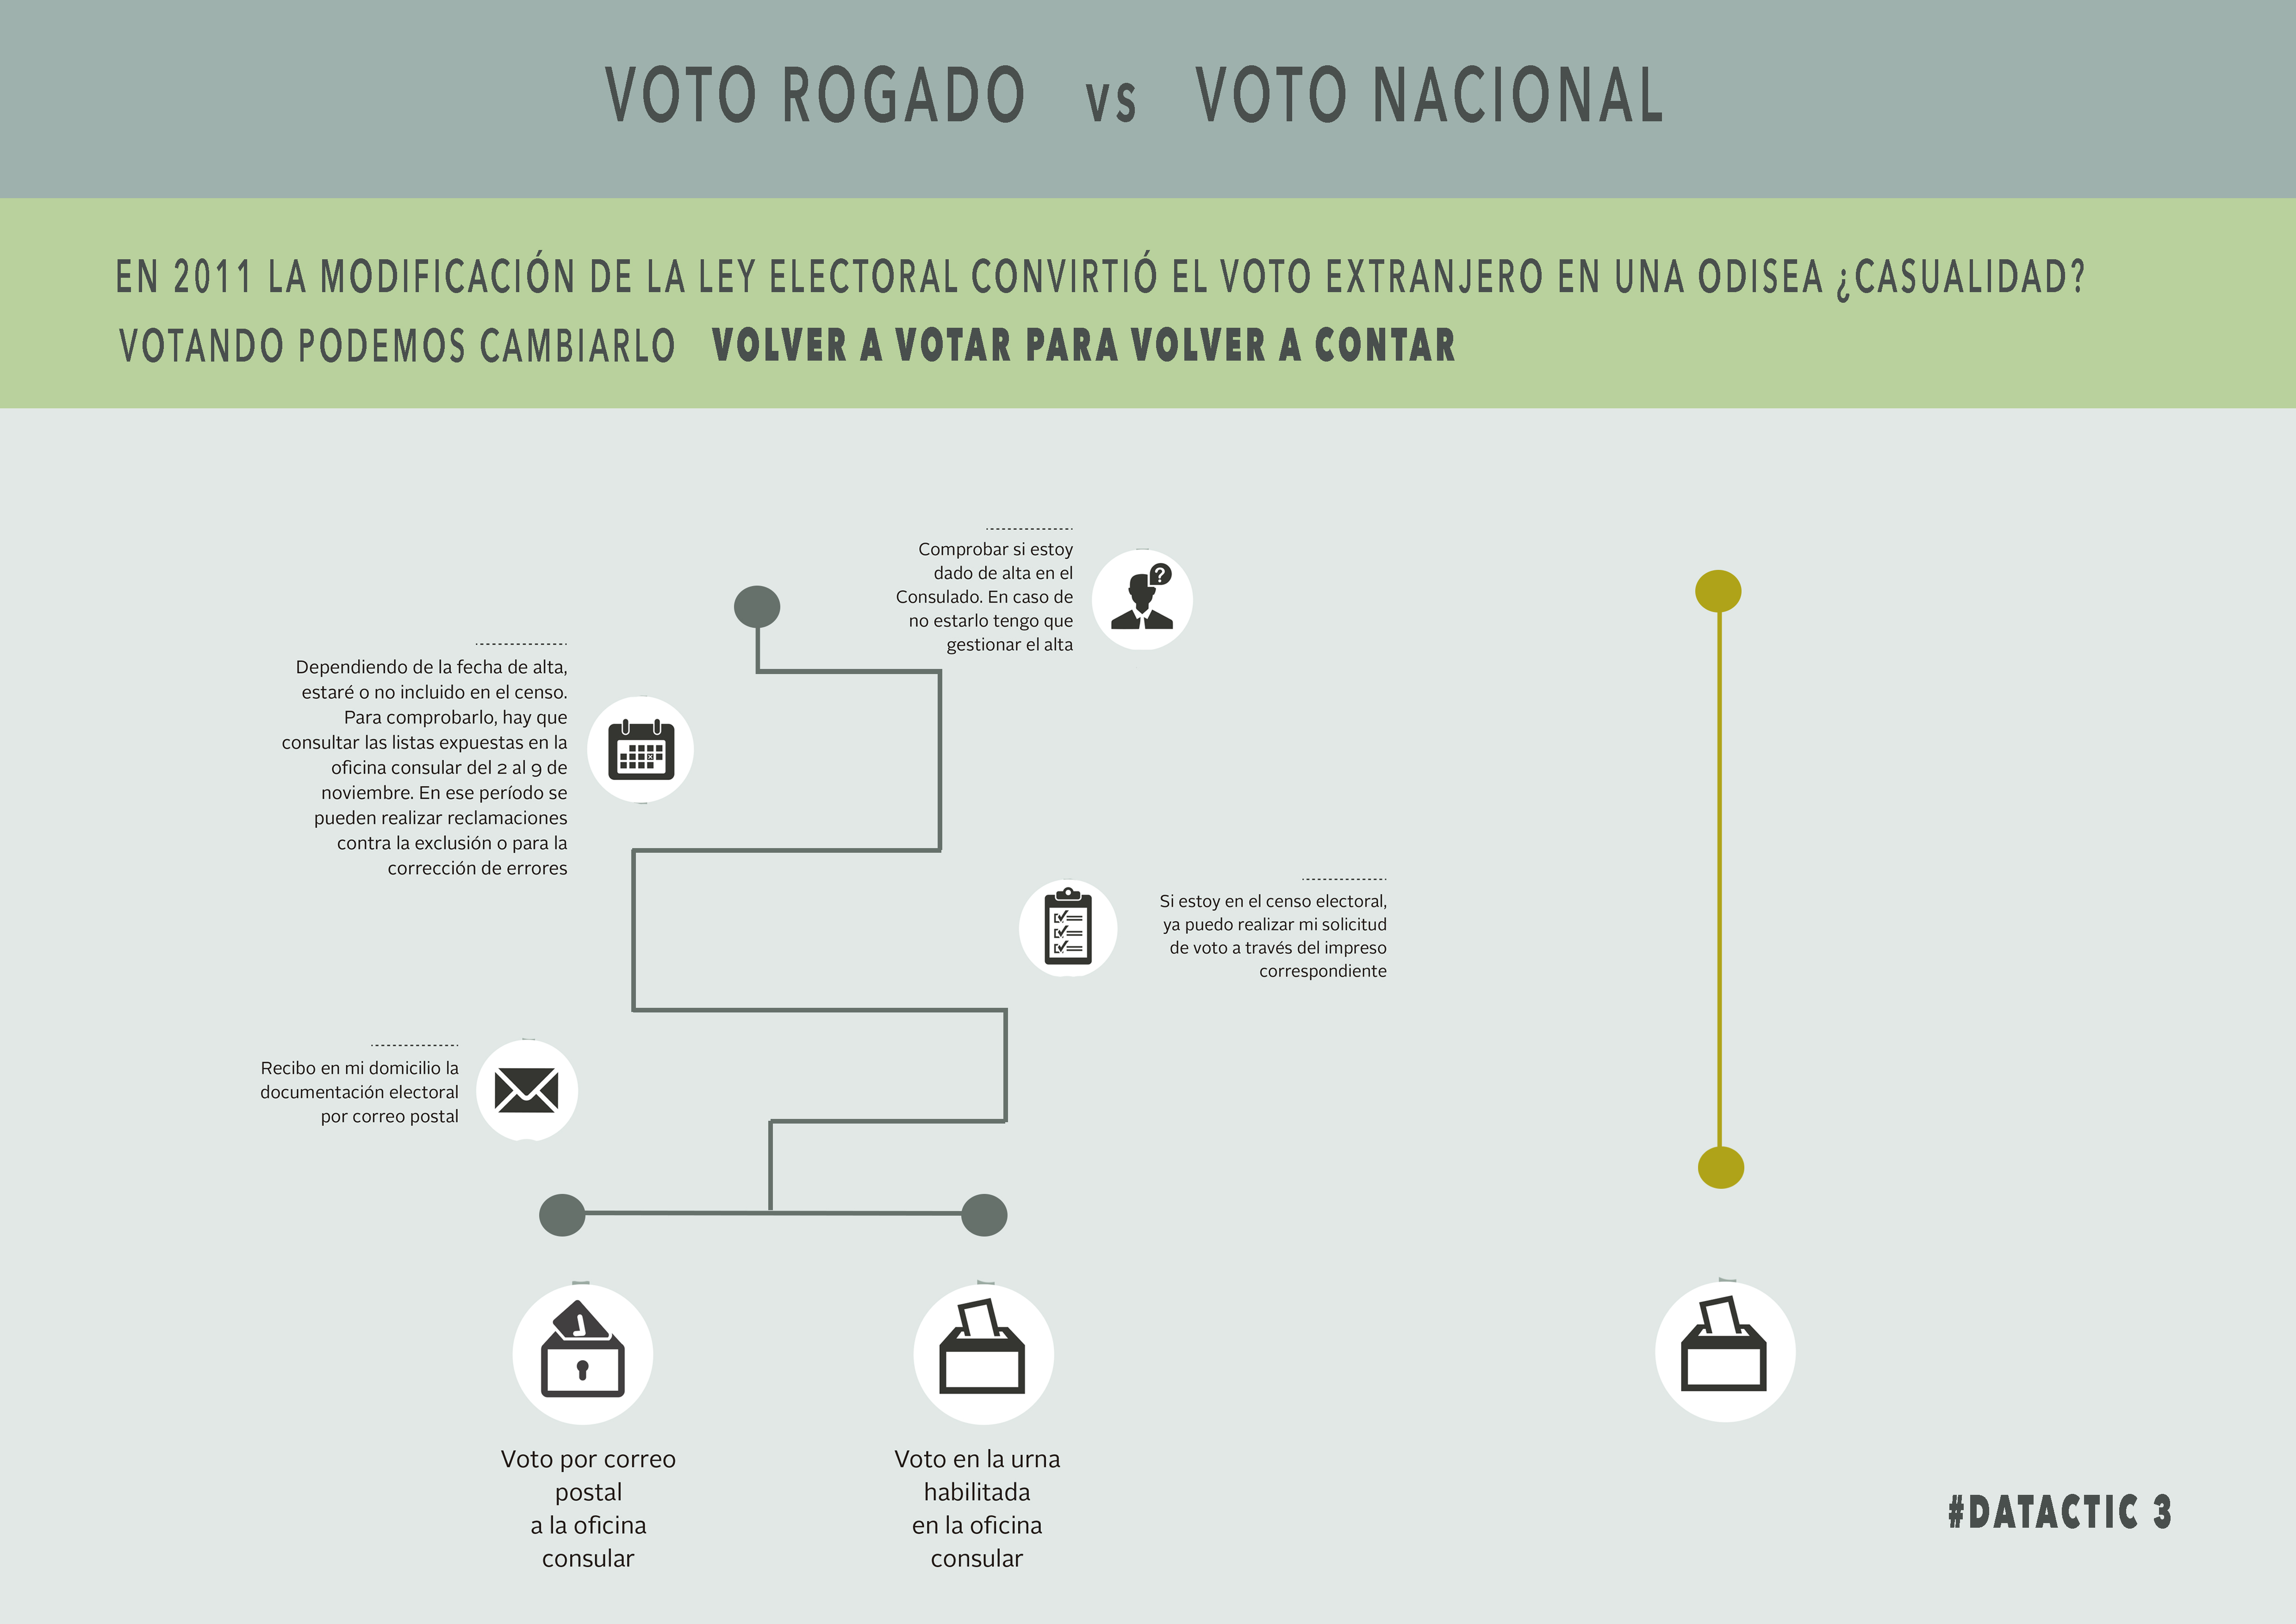 VOTO ROGADO vs VOTO NACIONAL
EN 2011 LA MODIFICACIÓN DE LA LEY ELECTORAL CONVIRTIÓ EL VOTO EXTRANJERO EN UNA ODISEA ¿CASUALIDAD?
VOTANDO PODEMOS CAMBIARLO VOLVER A VOTAR PARA VOLVER A CONTAR
Comprobar si estoy
dado de alta en el
Consulado. En caso de
no estarlo tengo que
gestionar el alta
?
Dependiendo de la fecha de alta,
estaré o no incluido en el censo.
Para comprobarlo, hay que
consultar las listas expuestas en la
oficina consular del 2 al 9 de
noviembre. En ese período se
pueden realizar reclamaciones
contra la exclusión o para la
corrección de errores
Si estoy en el censo electoral,
ya puedo realizar mi solicitud
de voto a través del impreso
correspondiente
Recibo en mi domicilio la
documentación electoral
por correo postal
Voto por correo
postal
a la oficina
consular
Voto en la urna
habilitada
en la oficina
consular
#DATACTIC 3